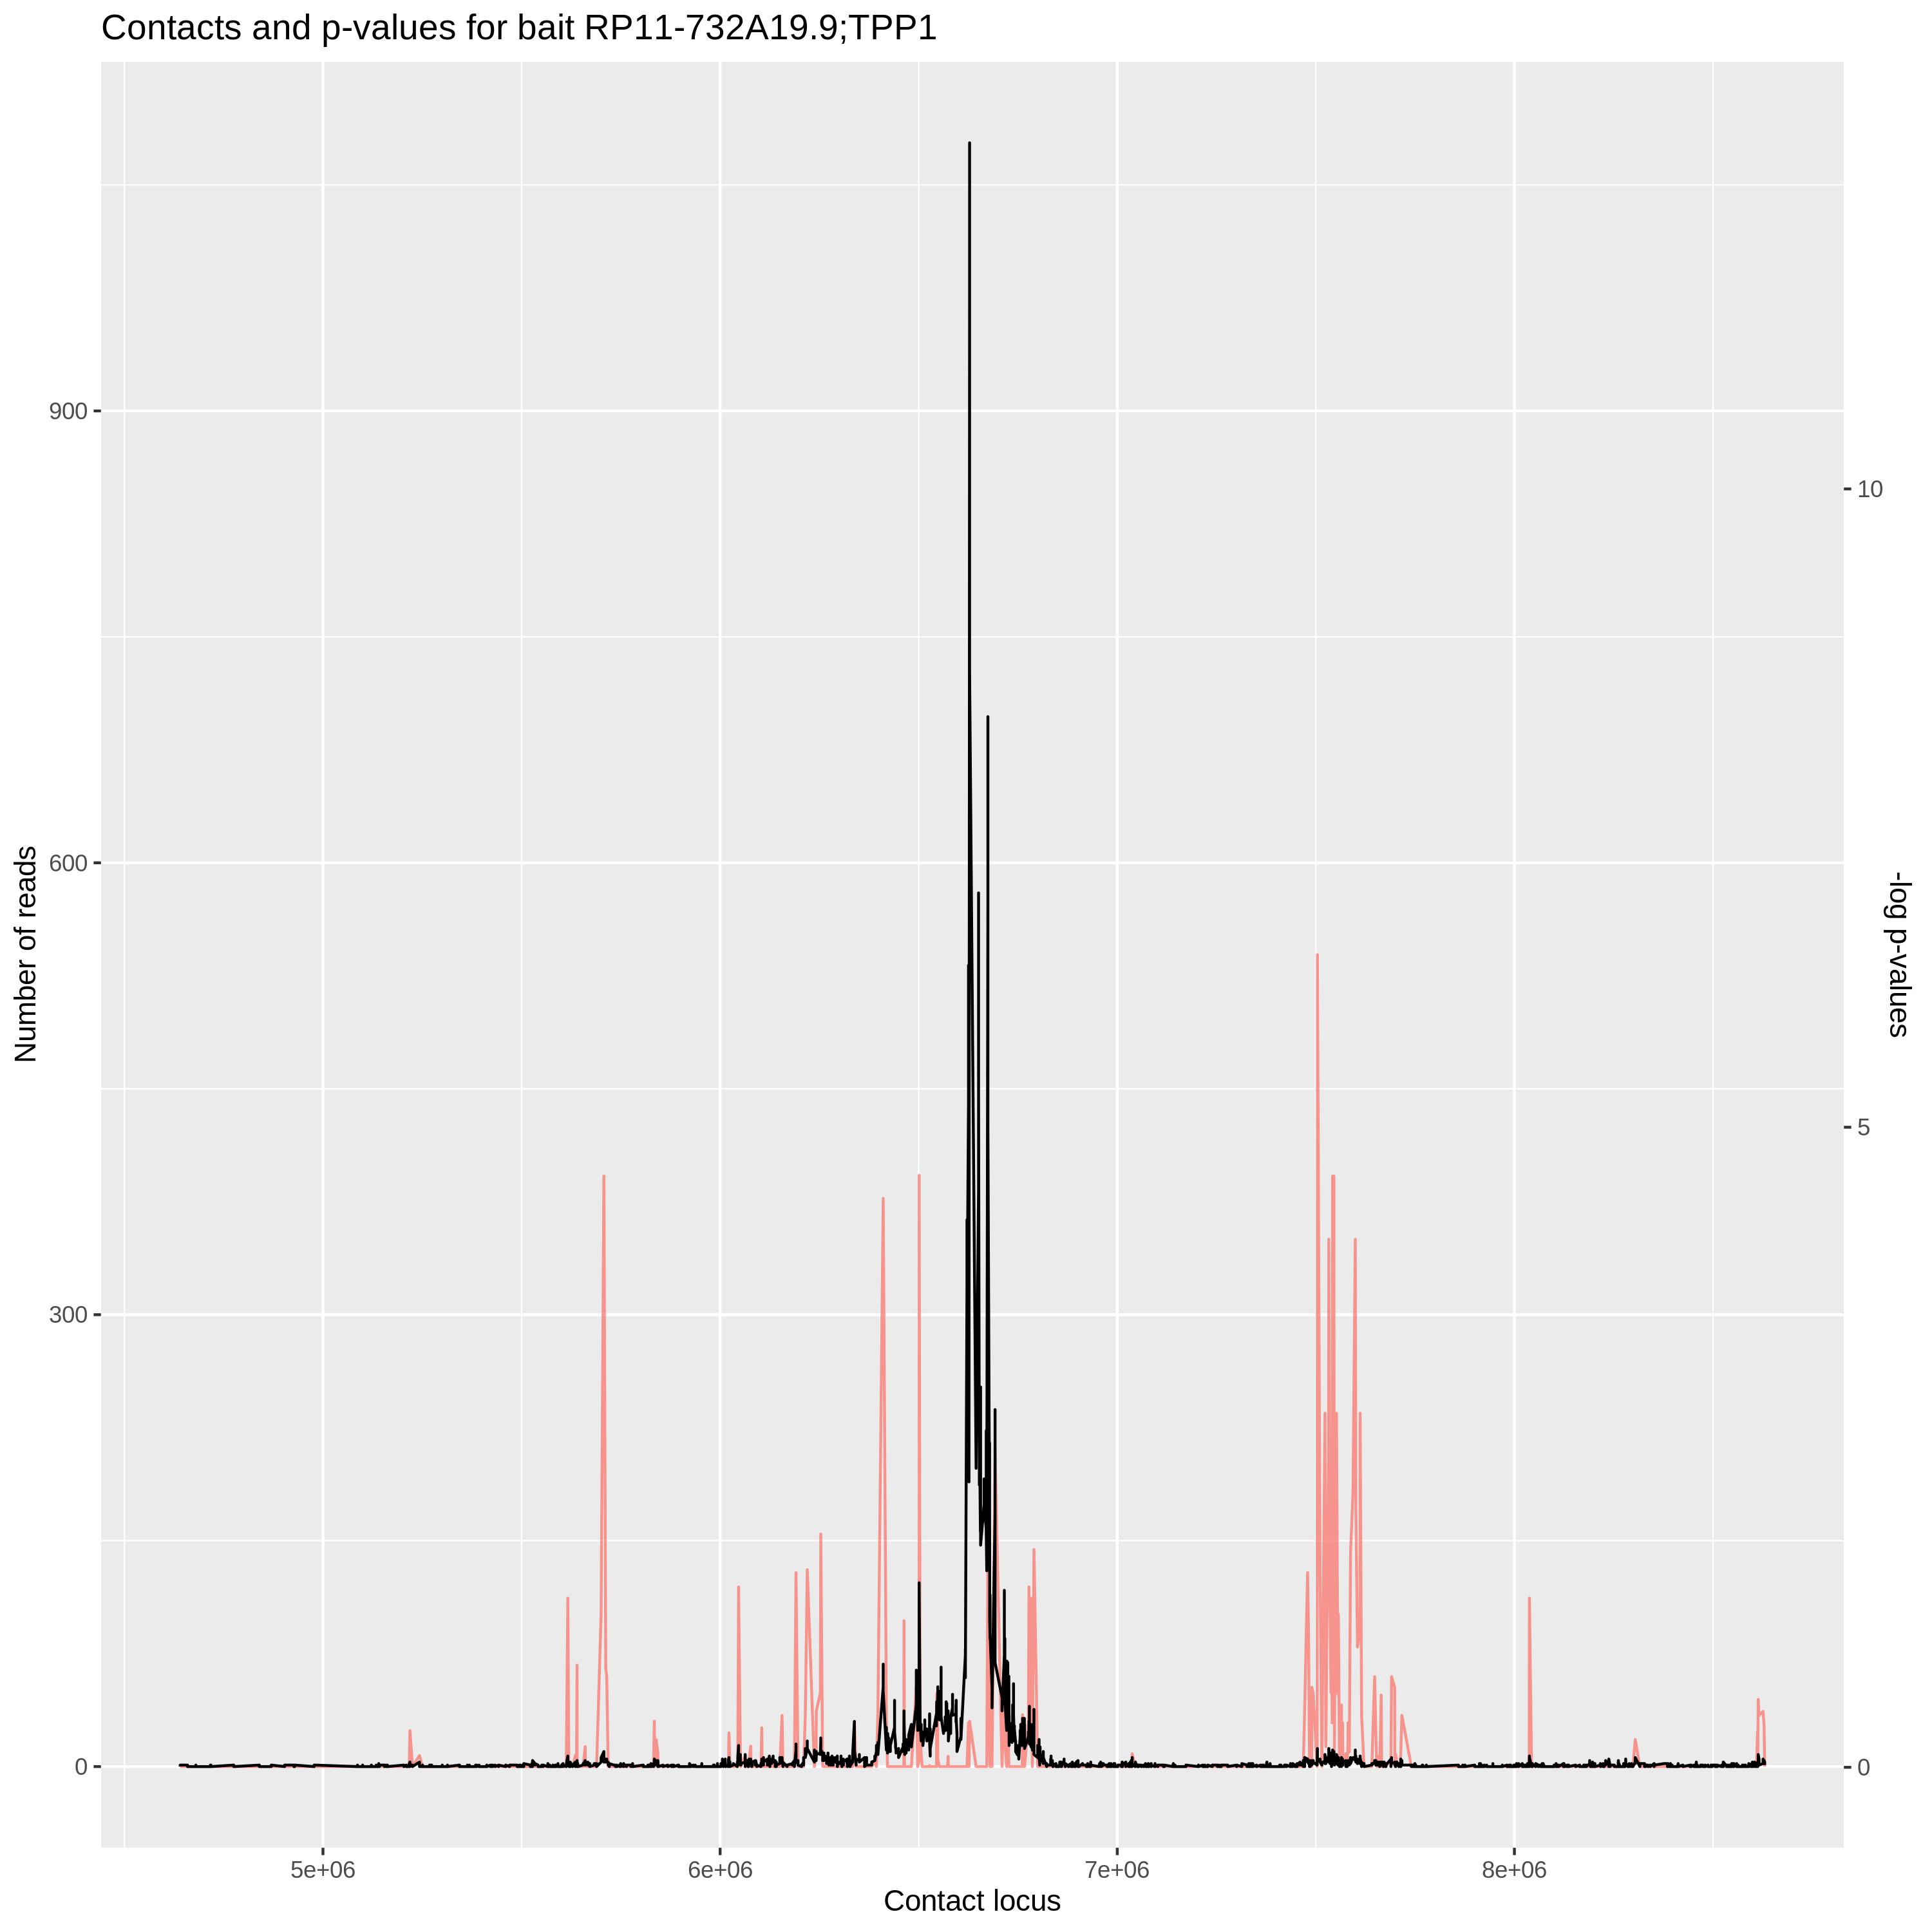 Contacts and p-values for bait RP11-732A19.9;TPP1
Number of reads
900
600
300
0
10
5
0
-log p-values
5e+06
6e+06
7e+06
8e+06
Contact locus